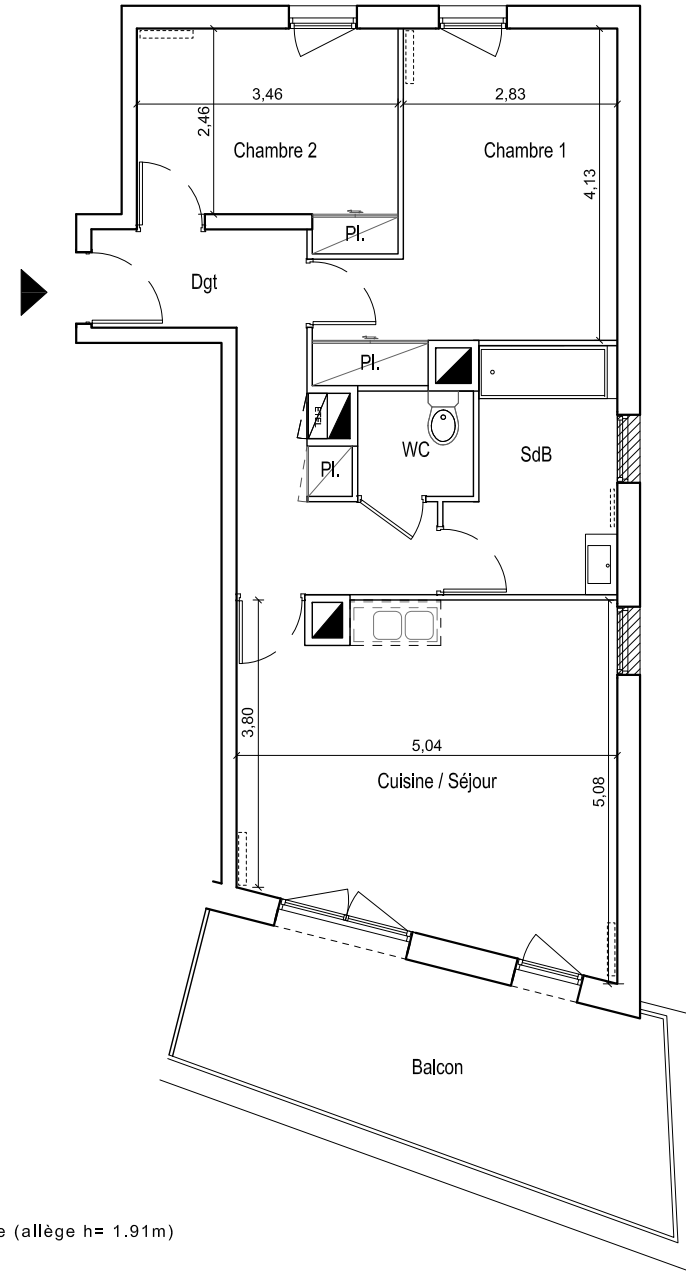 3,46
2,83
2,46
Chambre 2
Chambre 1
4,13
Pl.
Dgt
Pl.
ETEL
WC
SdB
Pl.
3,80
5,04
Cuisine / Séjour
5,08
Balcon
e (allège h= 1.91m)